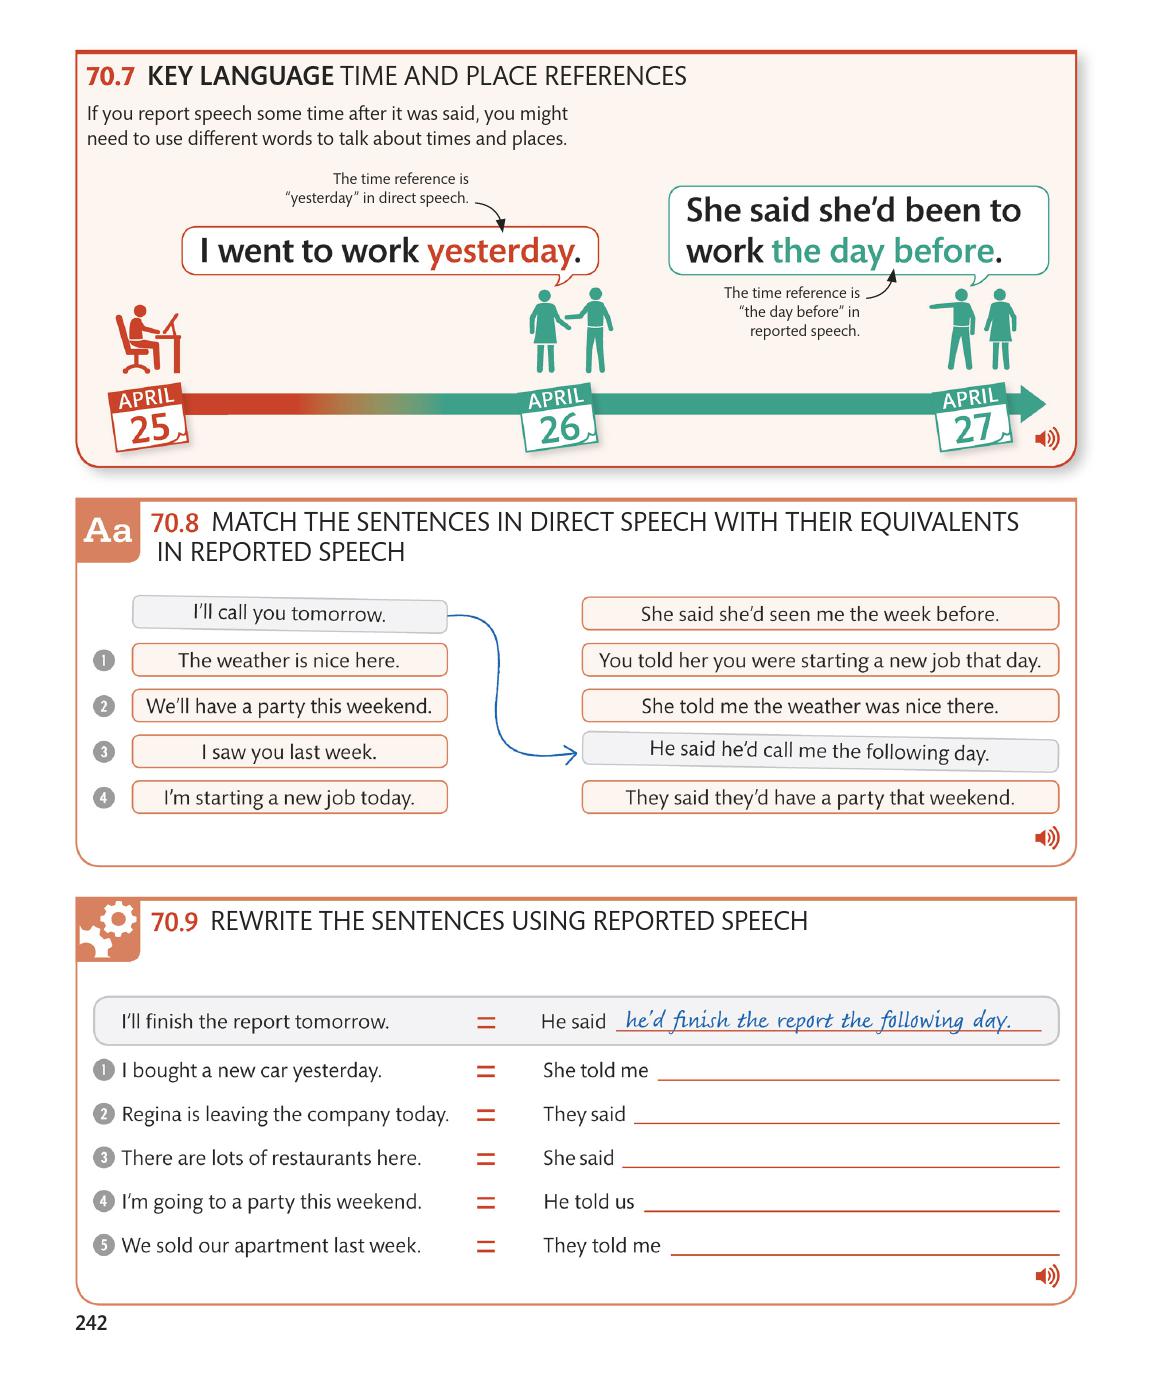 70.7 KEY LANGUAGE TIME AND PLACE REFERENCES
If you report speech some time after it was said, you might
need to use different words to talk about times and places.
The time reference is
“yesterday” in direct speech.
I went to work yesterday.
She said she’d been to
work the day before.
The time reference is
“the day before” in
reported speech.
APRIL
25
APRIL
26
APRIL
27
Aa
70.8 MATCH THE SENTENCES IN DIRECT SPEECH WITH THEIR EQUIVALENTS
IN REPORTED SPEECH
I’ll call you tomorrow.
She said she’d seen me the week before.
1 The weather is nice here.
You told her you were starting a new job that day.
2 We’ll have a party this weekend.
She told me the weather was nice there.
3 I saw you last week.
He said he’d call me the following day.
4 I’m starting a new job today.
They said they’d have a party that weekend.
70.9 REWRITE THE SENTENCES USING REPORTED SPEECH
I’ll finish the report tomorrow. = He said he’d finish the report the following day.
1 I bought a new car yesterday. = She told me
2 Regina is leaving the company today. = They said
3 There are lots of restaurants here. = She said
4 I’m going to a party this weekend. = He told us
5 We sold our apartment last week. = They told me
242